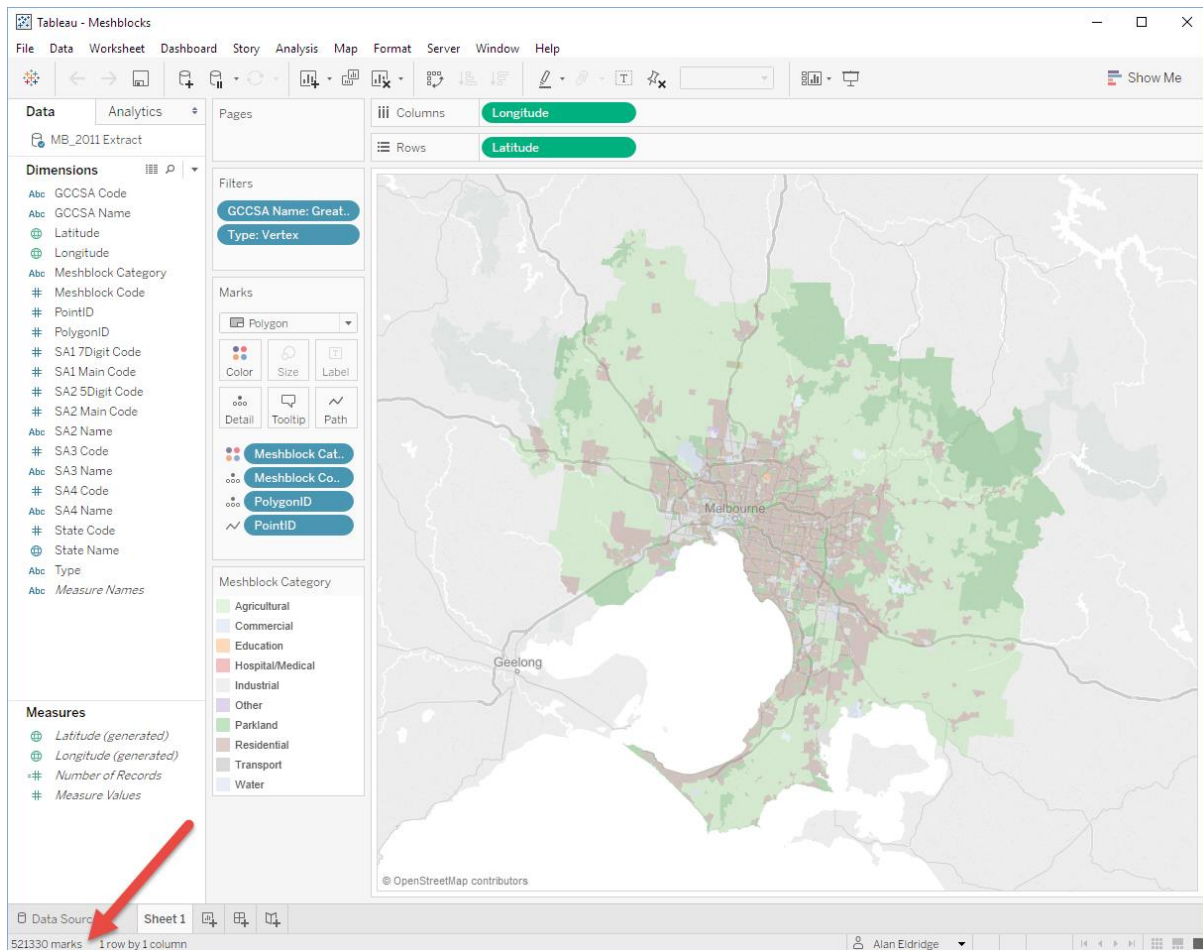 Tableau - Meshblocks
File Data Worksheet Dashboard Story Analysis Map Format Server Window Help
Show Me
Data Analytics
MB_2011 Extract
Dimensions
Abc GCCSA Code
Abc GCCSA Name
Latitude
Longitude
Abc Meshblock Category
# Meshblock Code
# PointID
# PolygonID
# SA1 7Digit Code
# SA1 Main Code
# SA2 5Digit Code
# SA2 Main Code
Abc SA2 Name
# SA3 Code
Abc SA3 Name
# SA4 Code
Abc SA4 Name
# State Code
State Name
Abc Type
Abc Measure Names
Measures
Latitude (generated)
Longitude (generated)
=# Number of Records
# Measure Values
Pages
Filters
GCCSA Name: Great..
Type: Vertex
Marks
Polygon
Color Size Label
Detail Tooltip Path
Meshblock Cat..
Meshblock Co..
PolygonID
PointID
Meshblock Category
Agricultural
Commercial
Education
Hospital/Medical
Industrial
Other
Parkland
Residential
Transport
Water
iii Columns Longitude
Rows Latitude
Melbourne
Geelong
© OpenStreetMap contributors
Data Sourc Sheet 1
521330 marks 1 row by 1 column Alan Eldridge